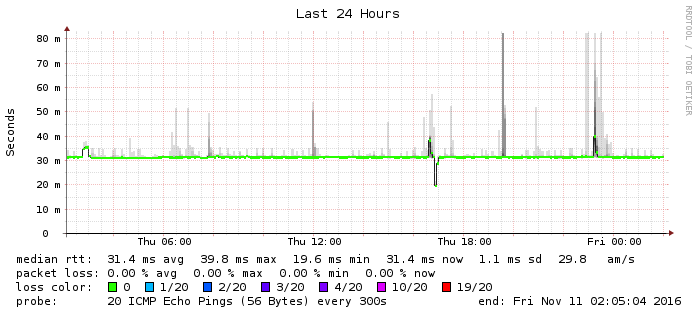 Last 24 Hours
RRDTOOL / TOBI OETIKER
Seconds
80 m
70 m
60 m
50 m
40 m
30 m
20 m
10 m
0
Thu 06:00 Thu 12:00 Thu 18:00 Fri 00:00
median rtt: 31.4 ms avg 39.8 ms max 19.6 ms min 31.4 ms now 1.1 ms sd 29.8 am/s
packet loss: 0.00 % avg 0.00 % max 0.00 % min 0.00 % now
loss color: 0 1/20 2/20 3/20 4/20 10/20 19/20
probe: 20 ICMP Echo Pings (56 Bytes) every 300s end: Fri Nov 11 02:05:04 2016